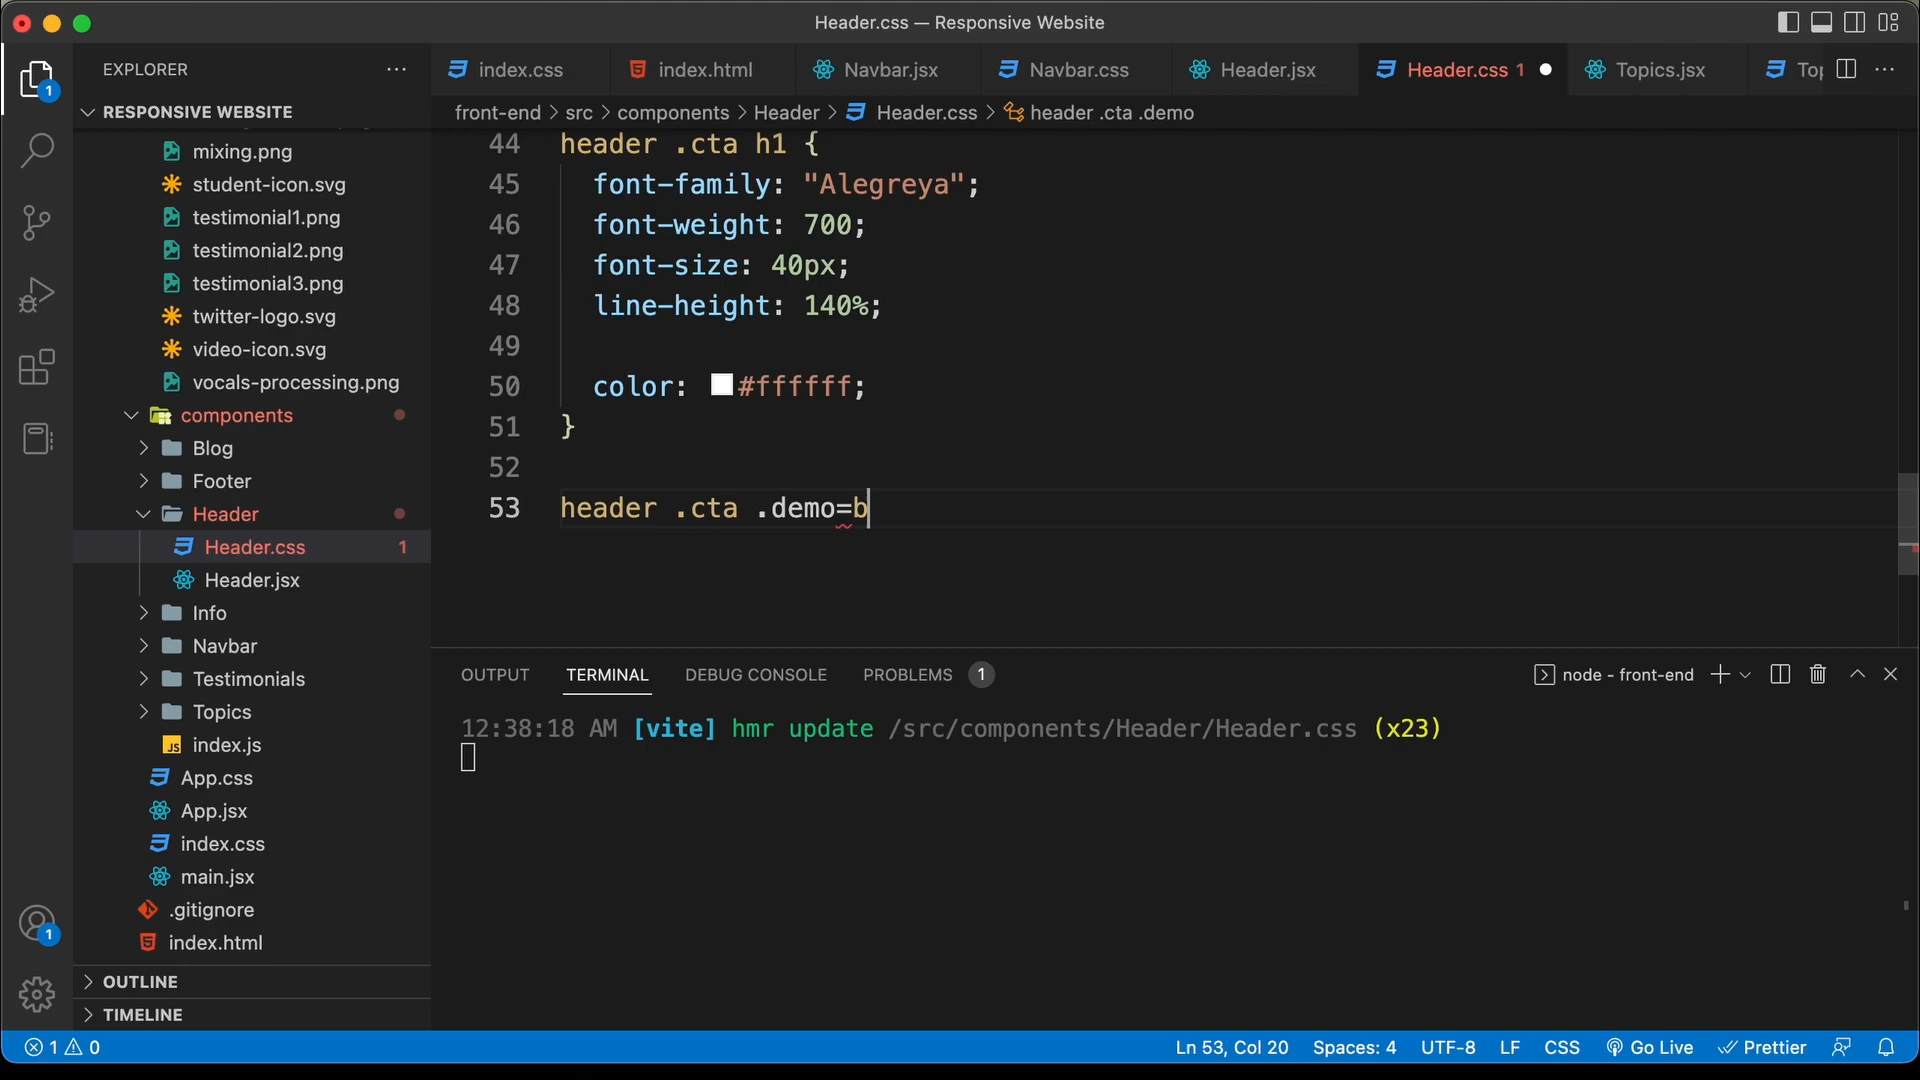 Header.css — Responsive Website
EXPLORER
index.css
index.html
Navbar.jsx
Navbar.css
Header.jsx
Header.css 1
Topics.jsx
Top
RESPONSIVE WEBSITE
front-end > src > components > Header > Header.css > header .cta .demo
mixing.png
student-icon.svg
testimonial1.png
testimonial2.png
testimonial3.png
twitter-logo.svg
video-icon.svg
vocals-processing.png
components
Blog
Footer
Header
Header.css 1
Header.jsx
Info
Navbar
Testimonials
Topics
index.js
App.css
App.jsx
index.css
main.jsx
.gitignore
index.html
OUTLINE
TIMELINE
44 header .cta h1 {
45 font-family: "Alegreya";
46 font-weight: 700;
47 font-size: 40px;
48 line-height: 140%;
49
50 color: #ffffff;
51 }
52
53 header .cta .demo=b
OUTPUT TERMINAL DEBUG CONSOLE PROBLEMS 1
node - front-end
12:38:18 AM [vite] hmr update /src/components/Header/Header.css (x23)
1
1
1 0
Ln 53, Col 20 Spaces: 4 UTF-8 LF CSS Go Live Prettier